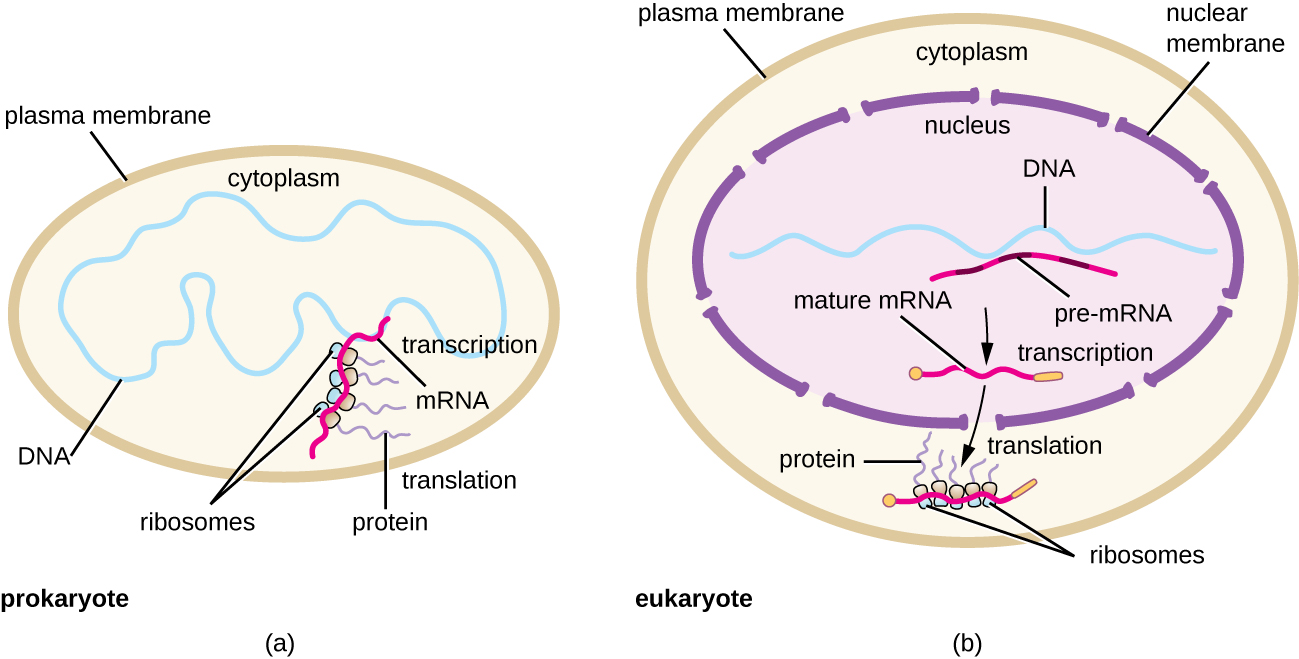 plasma membrane
cytoplasm
transcription
mRNA
DNA
translation
ribosomes
protein
prokaryote
(a)
plasma membrane
nuclear
membrane
cytoplasm
nucleus
DNA
mature mRNA
pre-mRNA
transcription
translation
protein
ribosomes
eukaryote
(b)